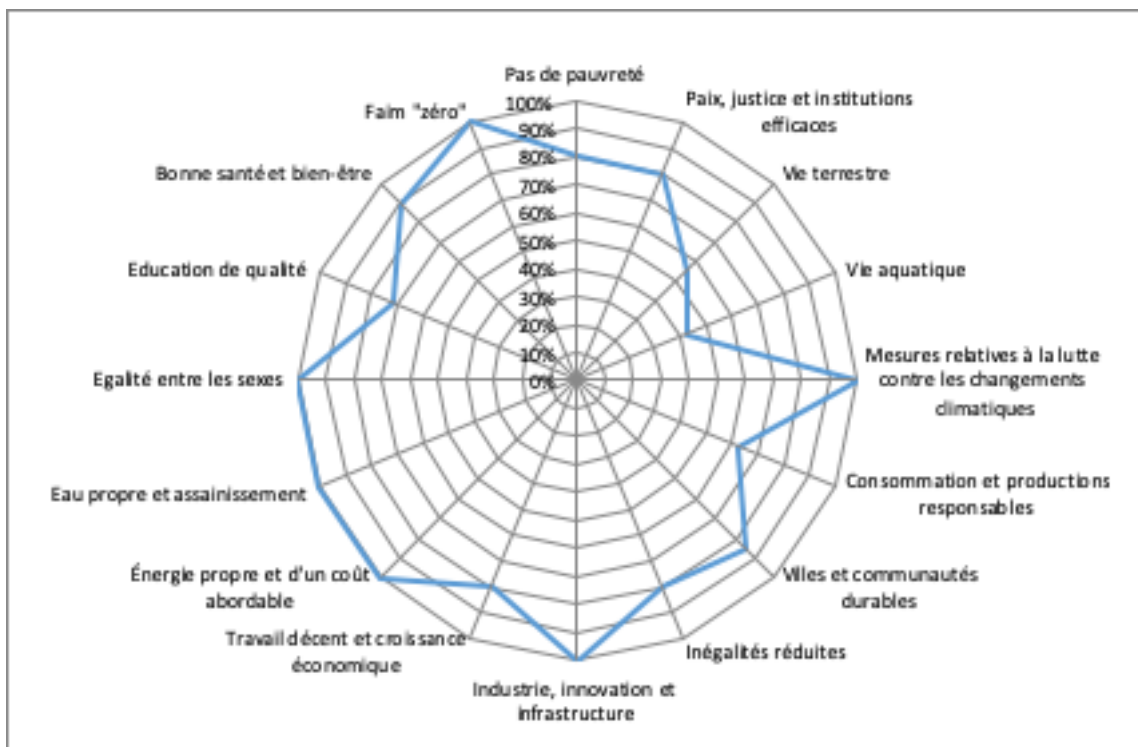 Pas de pauvreté
Paix, justice et institutions
efficaces
Vie terrestre
Vie aquatique
Mesures relatives à la lutte
contre les changements
climatiques
Consommation et productions
responsables
Villes et communautés
durables
Inégalités réduites
Industrie, innovation et
infrastructure
Travail décent et croissance
économique
Énergie propre et d'un coût
abordable
Eau propre et assainissement
Egalité entre les sexes
Education de qualité
Bonne santé et bien-être
Faim "zéro"
100%
90%
80%
70%
60%
50%
40%
30%
20%
10%
0%